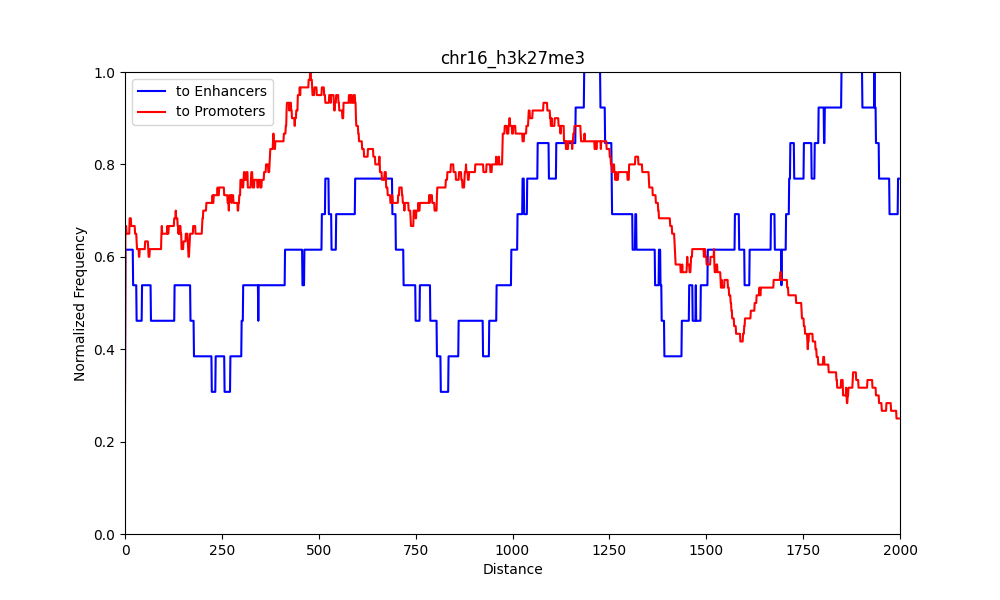 chr16_h3k27me3
to Enhancers
to Promoters
Normalized Frequency
1.0
0.8
0.6
0.4
0.2
0.0
0 250 500 750 1000 1250 1500 1750 2000
Distance